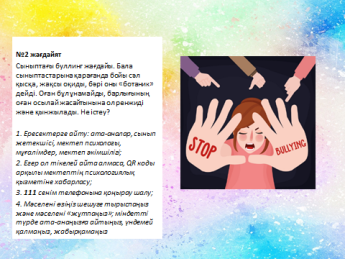 №2 жағдаят
Сыныптағы буллинг жағдайы. Бала
сыныптастарына қарағанда бойы сәл
қысқа, жақсы оқиды, бәрі оны «ботаник»
дейді. Оған бұл ұнамайды, барлығының
оған осылай жасайтынына ол ренжиді
және қынжылады. Не істеу?
1. Ересектерге айту: ата-аналар, сынып
жетекшісі, мектеп психологы,
мұғалімдер, мектеп әкімшілігі;
2. Егер ол тікелей айта алмаса, QR коды
арқылы мектептің психологиялық
қызметіне хабарласу;
3. 111 сенім телефонына қоңырау шалу;
4. Мәселені өзіңіз шешуге тырыспаңыз
және мәселені «жұтпаңыз»; міндетті
түрде ата-анаңызға айтыңыз, үндемей
қалмаңыз, жабырқамаңыз
STOP
BULLYING